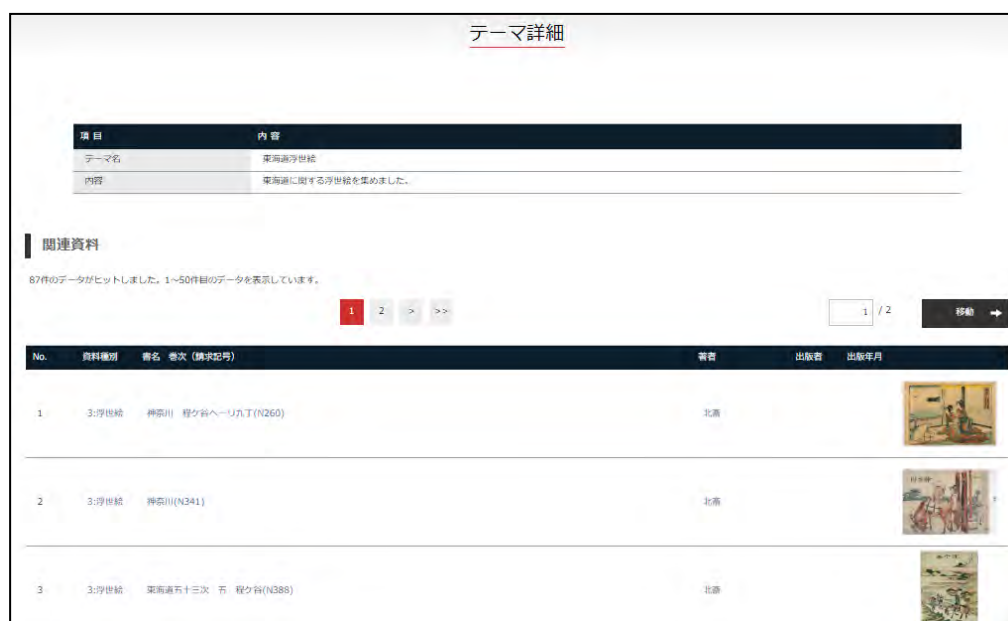 テーマ詳細
項目 内容
テーマ名 東海道浮世絵
内容 東海道に関する浮世絵を集めました。
関連資料
87件のデータがヒットしました。1～50件目のデータを表示しています。
1 2 > >> 1 / 2 移動 ➡
No. 資料種別 書名 巻次（請求記号） 著者 出版者 出版年月
1 3:浮世絵 神奈川 程ケ谷へ一リ九丁(N260) 北斎
2 3:浮世絵 神奈川(N341) 北斎
3 3:浮世絵 東海道五十三次 五 程ケ谷(N388) 北斎